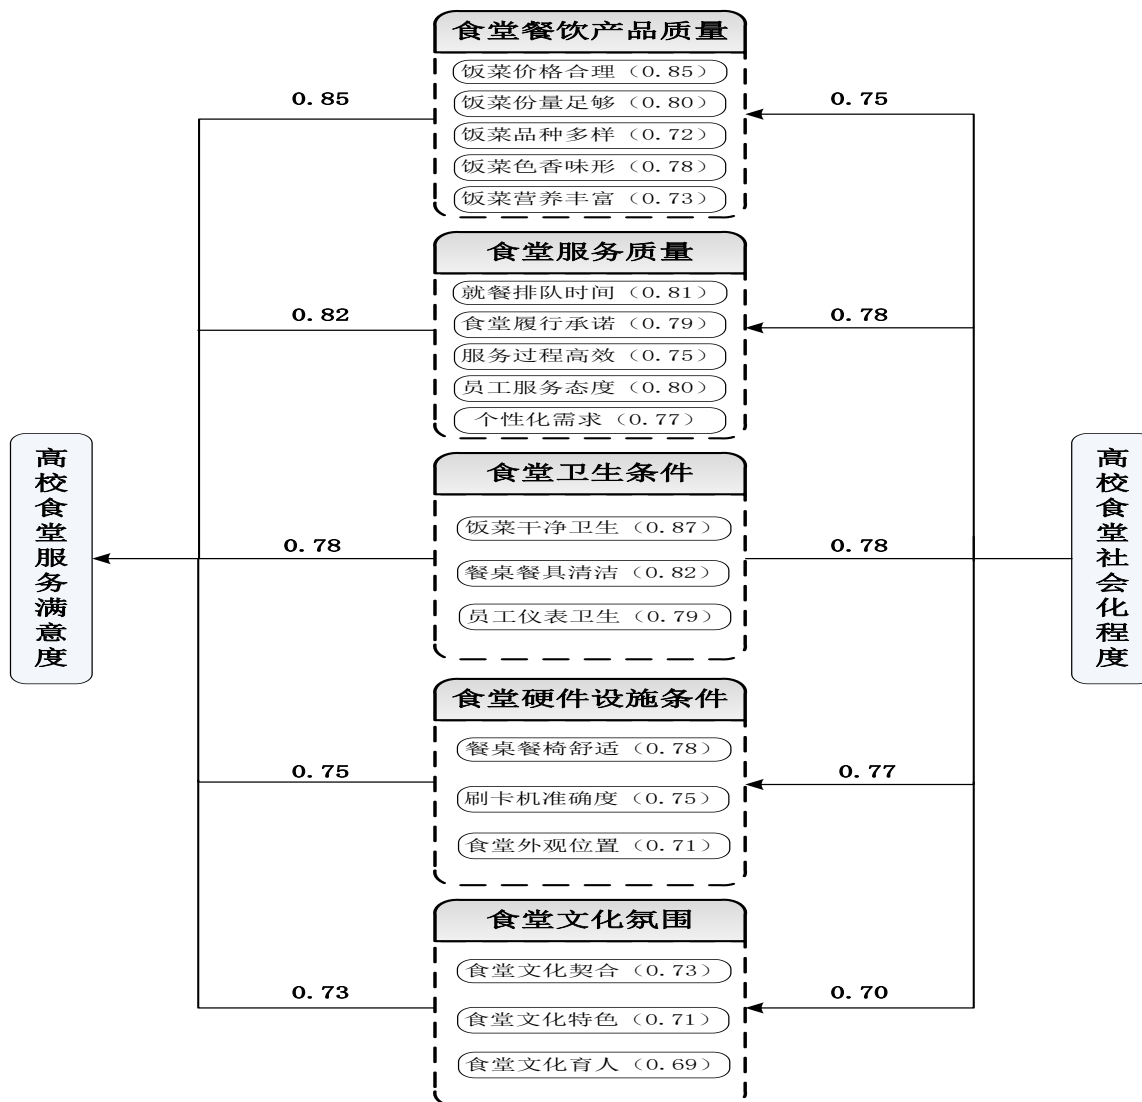 食堂餐饮产品质量
饭菜价格合理（0.85）
饭菜份量足够（0.80）
饭菜品种多样（0.72）
饭菜色香味形（0.78）
饭菜营养丰富（0.73）
0.85
0.75
食堂服务质量
就餐排队时间（0.81）
食堂履行承诺（0.79）
服务过程高效（0.75）
员工服务态度（0.80）
个性化需求（0.77）
0.82
0.78
高校食堂服务满意度
食堂卫生条件
饭菜干净卫生（0.87）
餐桌餐具清洁（0.82）
员工仪表卫生（0.79）
0.78
0.78
高校食堂社会化程度
食堂硬件设施条件
餐桌餐椅舒适（0.78）
刷卡机准确度（0.75）
食堂外观位置（0.71）
0.75
0.77
食堂文化氛围
食堂文化契合（0.73）
食堂文化特色（0.71）
食堂文化育人（0.69）
0.73
0.70